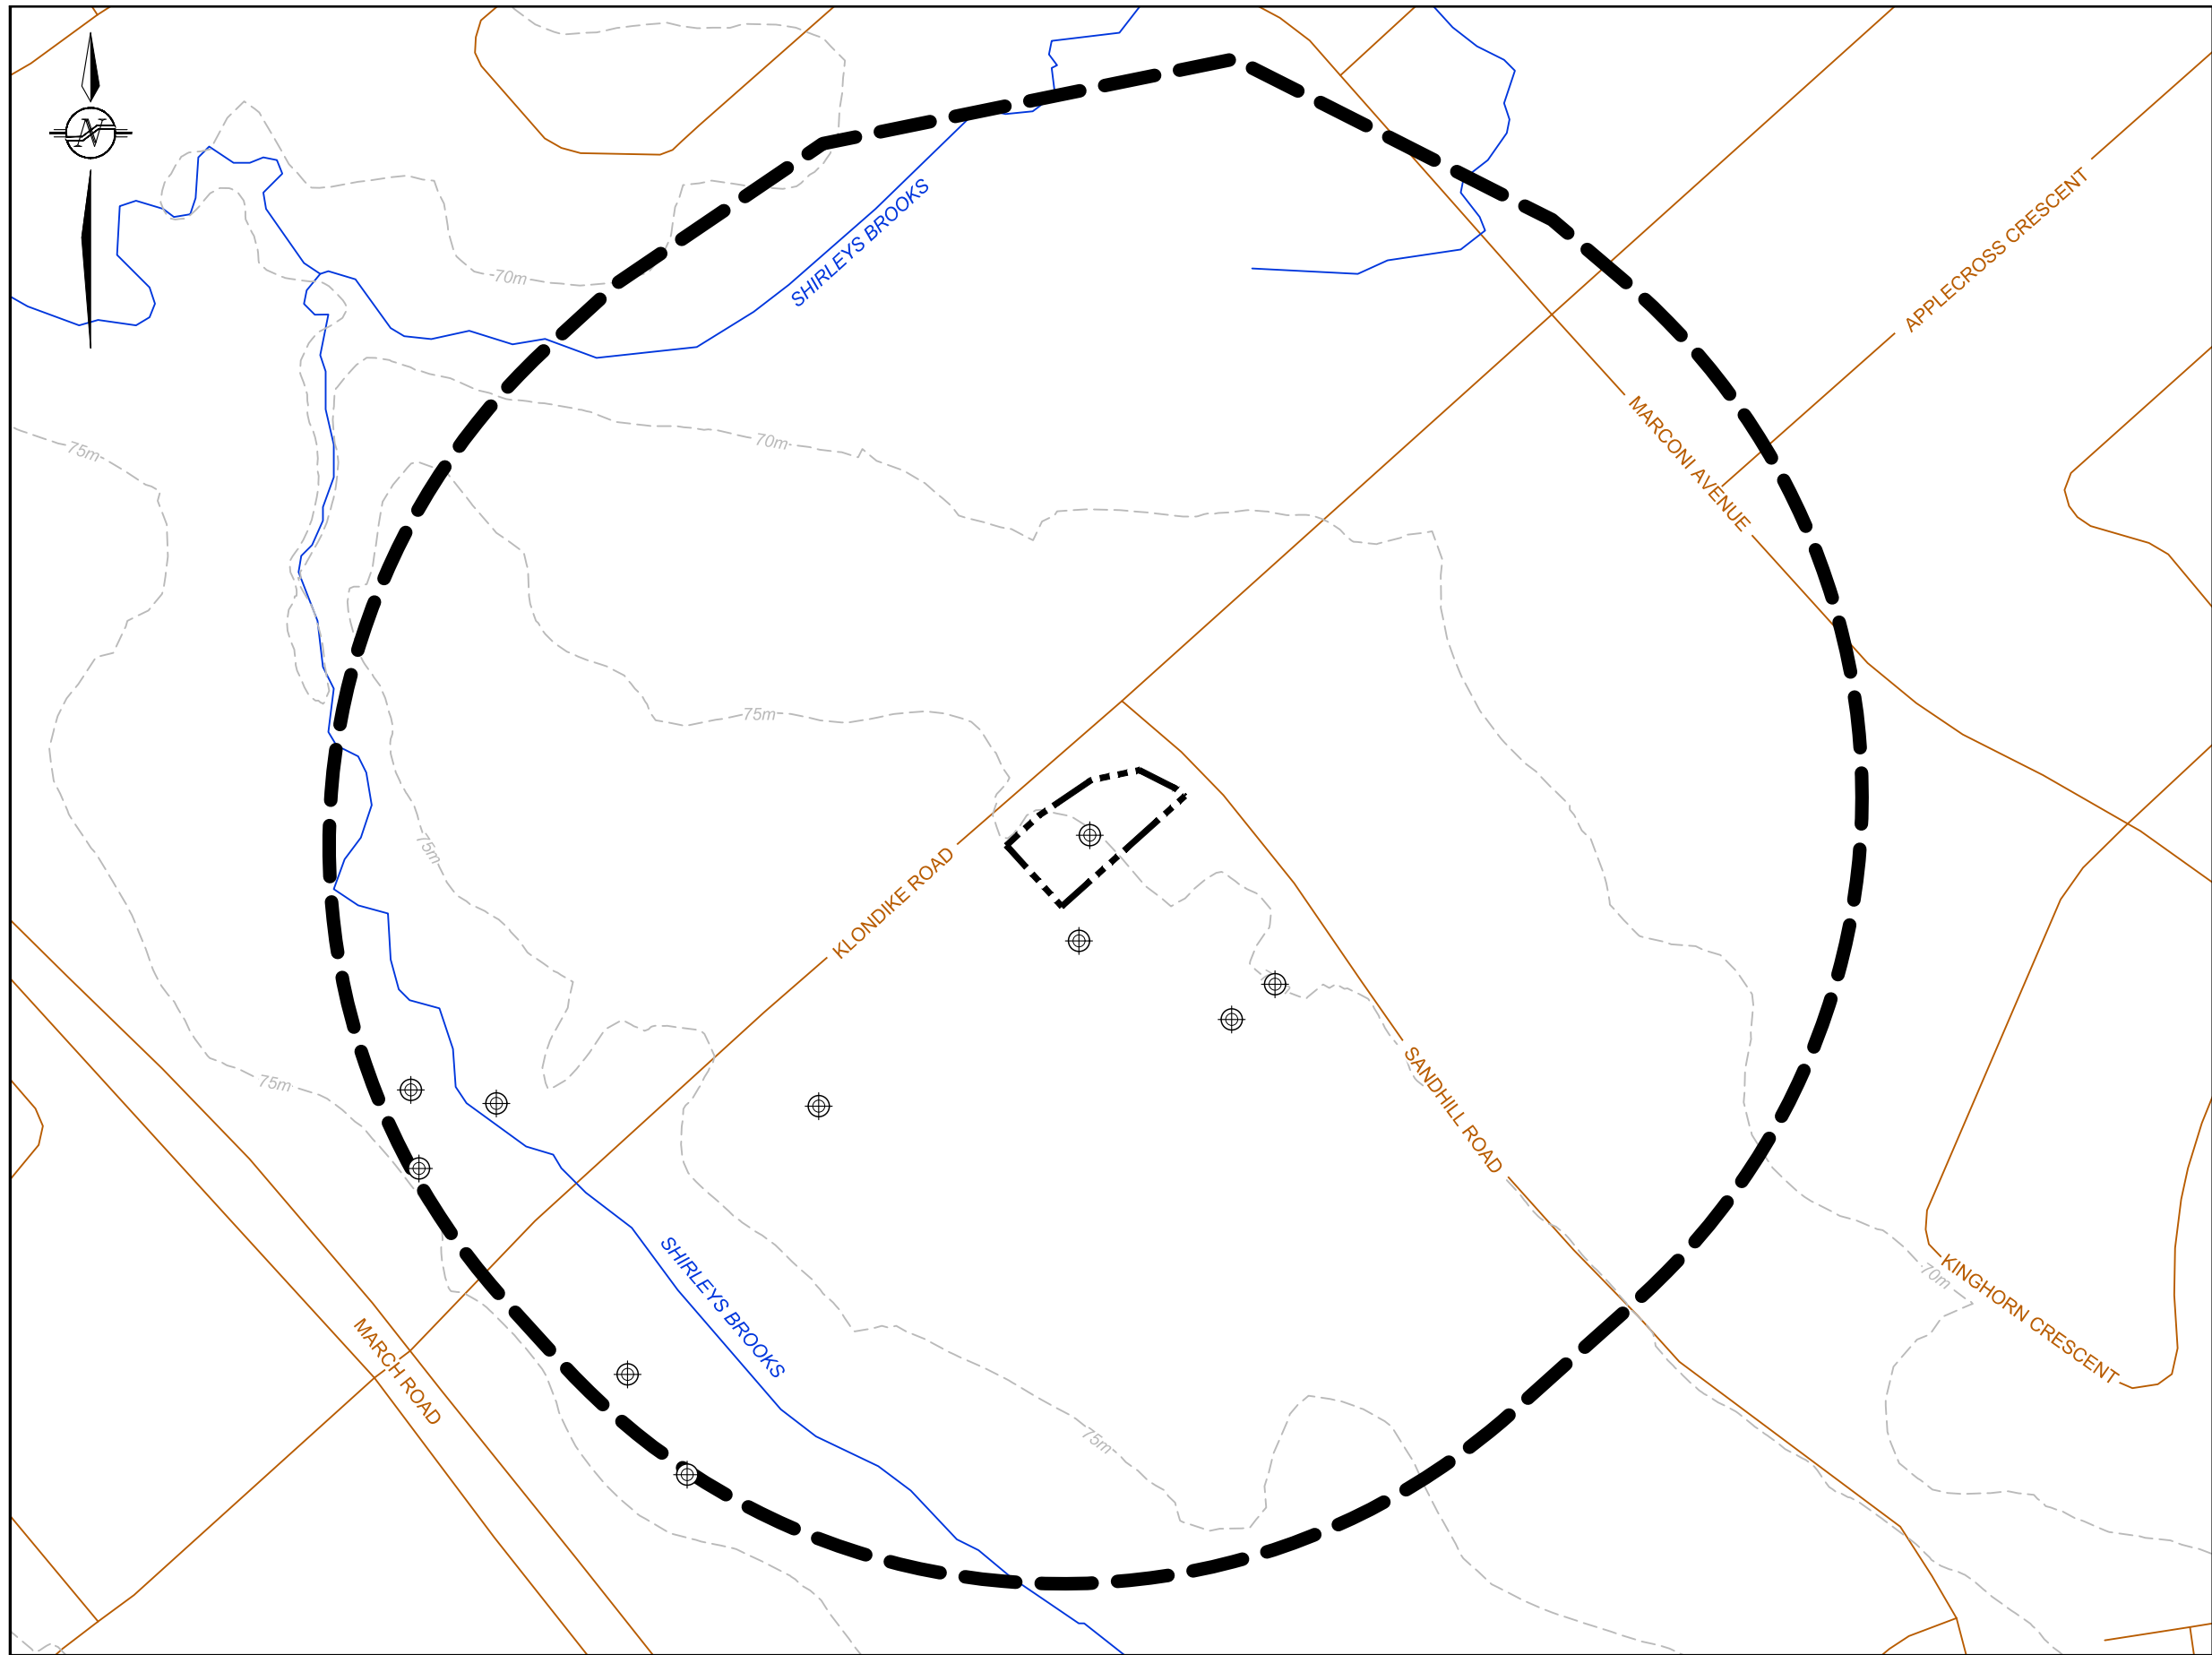 N
SHIRLEYS BROOKS
APPLECROSS CRESCENT
70m
MARCONI AVENUE
70m
75m
75m
KLONDIKE ROAD
75m
SANDHILL ROAD
75m
SHIRLEYS BROOKS
70m
KINGHORN CRESCENT
MARCH ROAD
75m